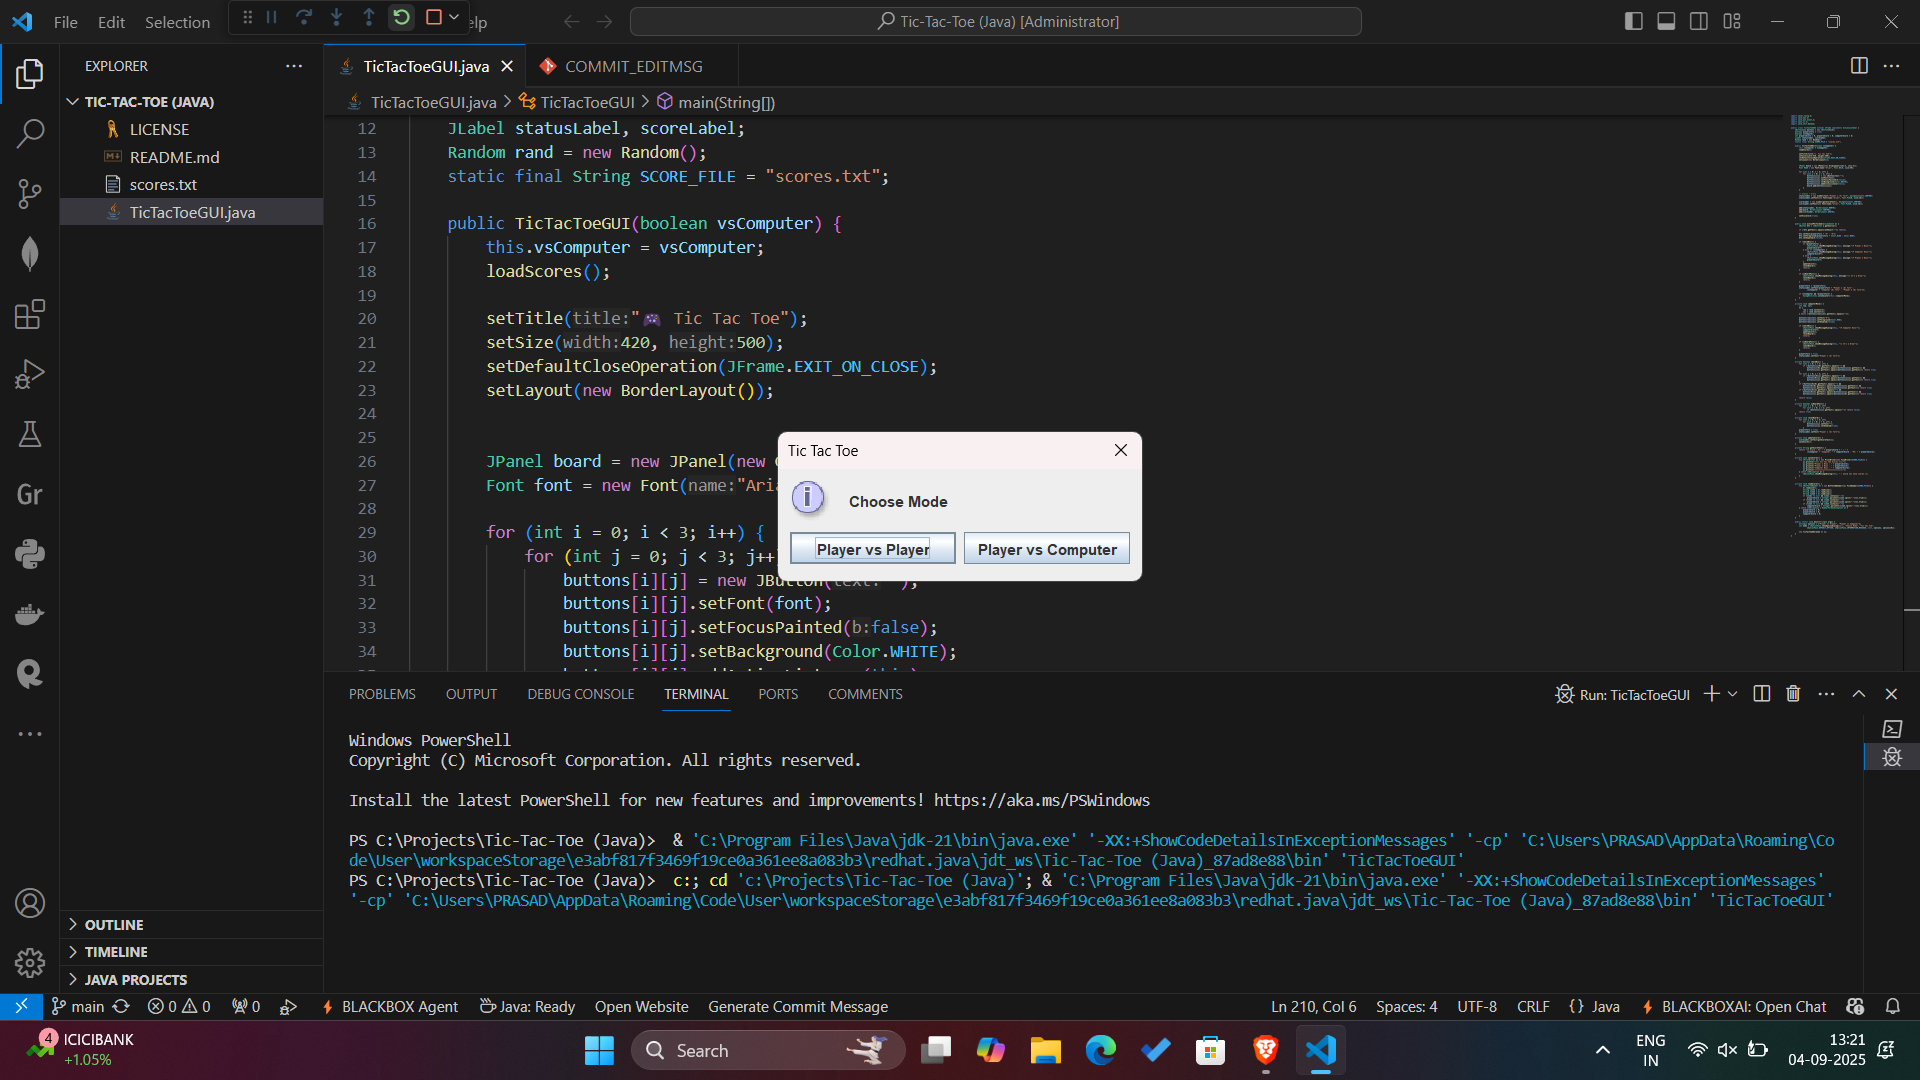 File Edit Selection elp
Tic-Tac-Toe (Java) [Administrator]
EXPLORER
TIC-TAC-TOE (JAVA)
LICENSE
README.md
scores.txt
TicTacToeGUI.java
OUTLINE
TIMELINE
JAVA PROJECTS
Gr
TicTacToeGUI.java
COMMIT_EDITMSG
TicTacToeGUI.java > TicTacToeGUI > main(String[])
12 JLabel statusLabel, scoreLabel;
13 Random rand = new Random();
14 static final String SCORE_FILE = "scores.txt";
15
16 public TicTacToeGUI(boolean vsComputer) {
17 this.vsComputer = vsComputer;
18 loadScores();
19
20 setTitle(title:"🎮 Tic Tac Toe");
21 setSize(width:420, height:500);
22 setDefaultCloseOperation(JFrame.EXIT_ON_CLOSE);
23 setLayout(new BorderLayout());
24
25
26 JPanel board = new JPanel(new
27 Font font = new Font(name:"Aria
28
29 for (int i = 0; i < 3; i++) {
30 for (int j = 0; j < 3; j++
31 buttons[i][j] = new JButton(
32 buttons[i][j].setFont(font);
33 buttons[i][j].setFocusPainted(b:false);
34 buttons[i][j].setBackground(Color.WHITE);
Tic Tac Toe
Choose Mode
Player vs Player
Player vs Computer
PROBLEMS OUTPUT DEBUG CONSOLE TERMINAL PORTS COMMENTS
Run: TicTacToeGUI
Windows PowerShell
Copyright (C) Microsoft Corporation. All rights reserved.
Install the latest PowerShell for new features and improvements! https://aka.ms/PSWindows
PS C:\Projects\Tic-Tac-Toe (Java)>  & 'C:\Program Files\Java\jdk-21\bin\java.exe' '-XX:+ShowCodeDetailsInExceptionMessages' '-cp' 'C:\Users\PRASAD\AppData\Roaming\Co
de\User\workspaceStorage\e3abf817f3469f19ce0a361ee8a083b3\redhat.java\jdt_ws\Tic-Tac-Toe (Java)_87ad8e88\bin' 'TicTacToeGUI'
PS C:\Projects\Tic-Tac-Toe (Java)>  c:; cd 'c:\Projects\Tic-Tac-Toe (Java)'; & 'C:\Program Files\Java\jdk-21\bin\java.exe' '-XX:+ShowCodeDetailsInExceptionMessages'
'-cp' 'C:\Users\PRASAD\AppData\Roaming\Code\User\workspaceStorage\e3abf817f3469f19ce0a361ee8a083b3\redhat.java\jdt_ws\Tic-Tac-Toe (Java)_87ad8e88\bin' 'TicTacToeGUI'
main 0 0 0 BLACKBOX Agent Java: Ready Open Website Generate Commit Message
Ln 210, Col 6 Spaces: 4 UTF-8 CRLF {} Java BLACKBOXAI: Open Chat
4
ICICIBANK
+1.05%
Search
ENG
IN
13:21
04-09-2025